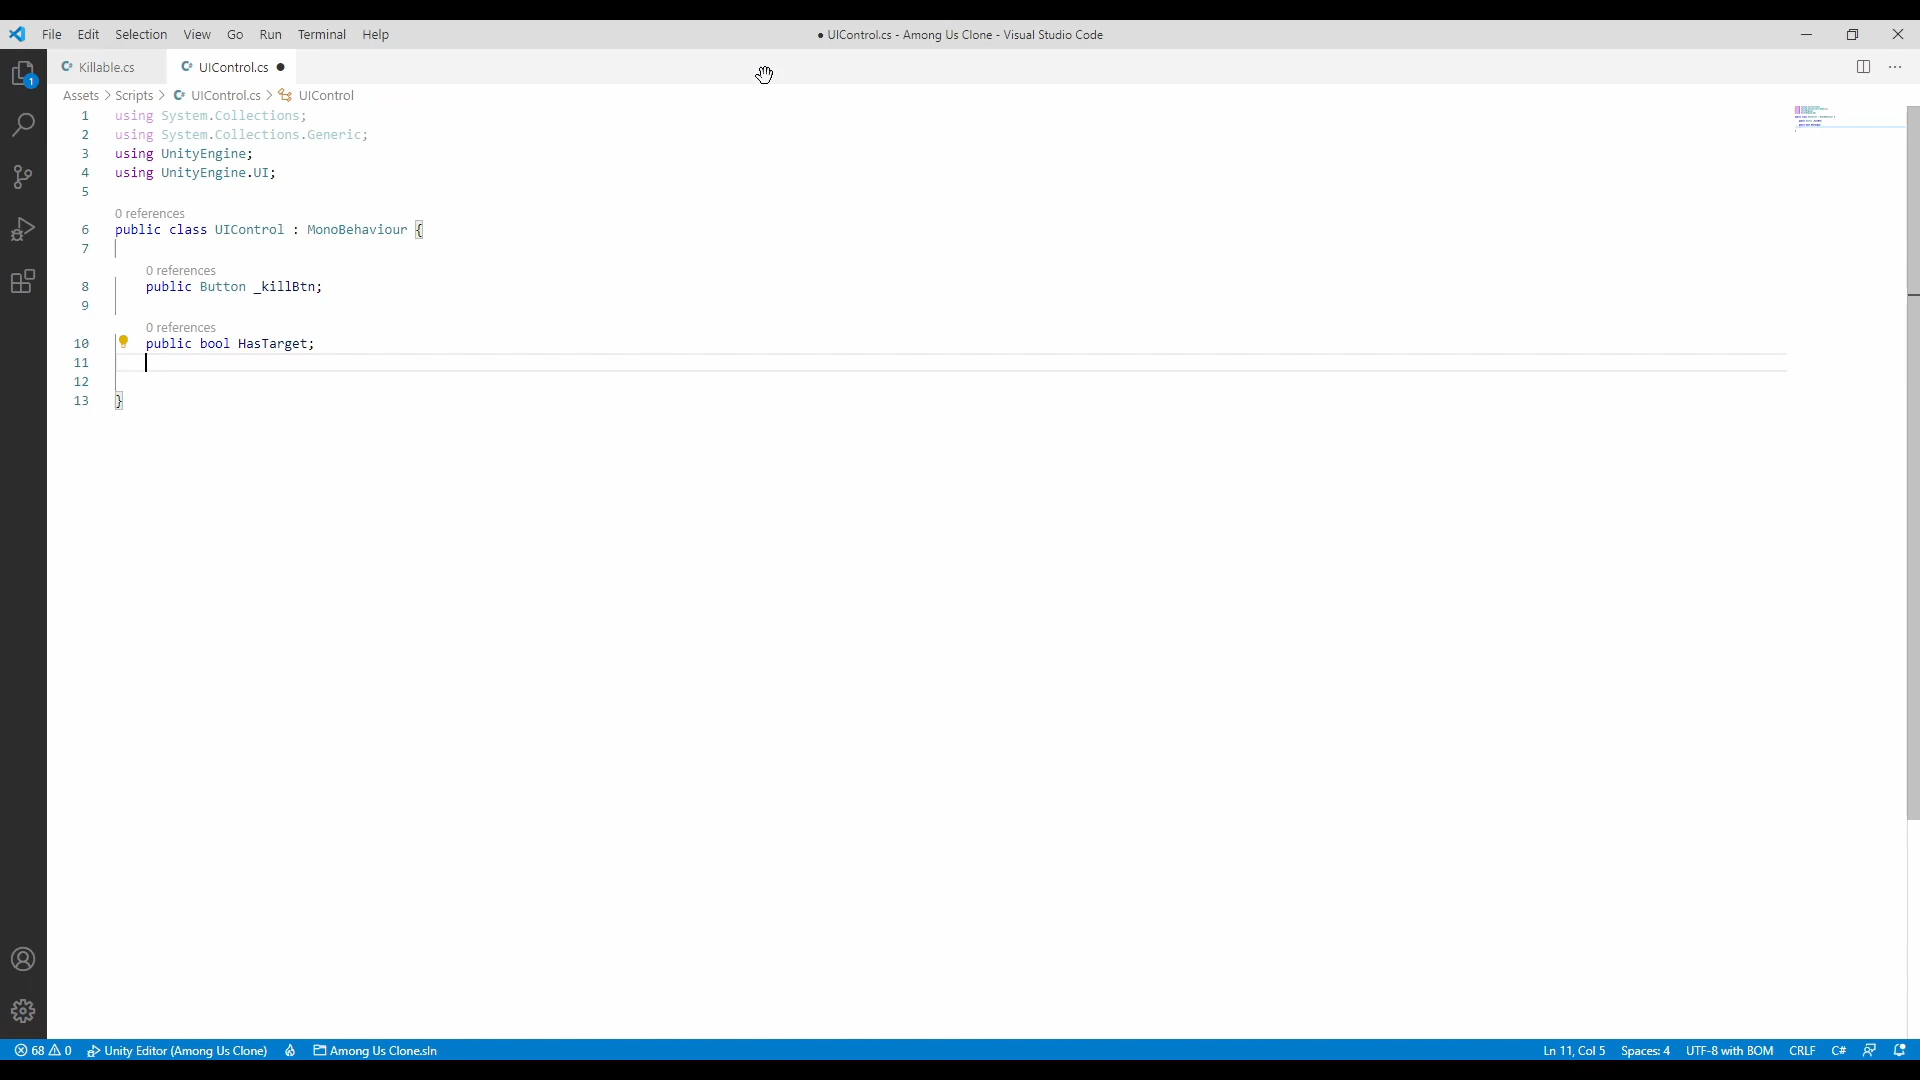 File Edit Selection View Go Run Terminal Help
● UIControl.cs - Among Us Clone - Visual Studio Code
Killable.cs
UIControl.cs ●
1
Assets > Scripts > UIControl.cs > UIControl
1 using System.Collections;
2 using System.Collections.Generic;
3 using UnityEngine;
4 using UnityEngine.UI;
5
0 references
6 public class UIControl : MonoBehaviour {
7
0 references
8 public Button _killBtn;
9
0 references
10 public bool HasTarget;
11
12
13 }
68 0 Unity Editor (Among Us Clone) Among Us Clone.sln
Ln 11, Col 5 Spaces: 4 UTF-8 with BOM CRLF C#